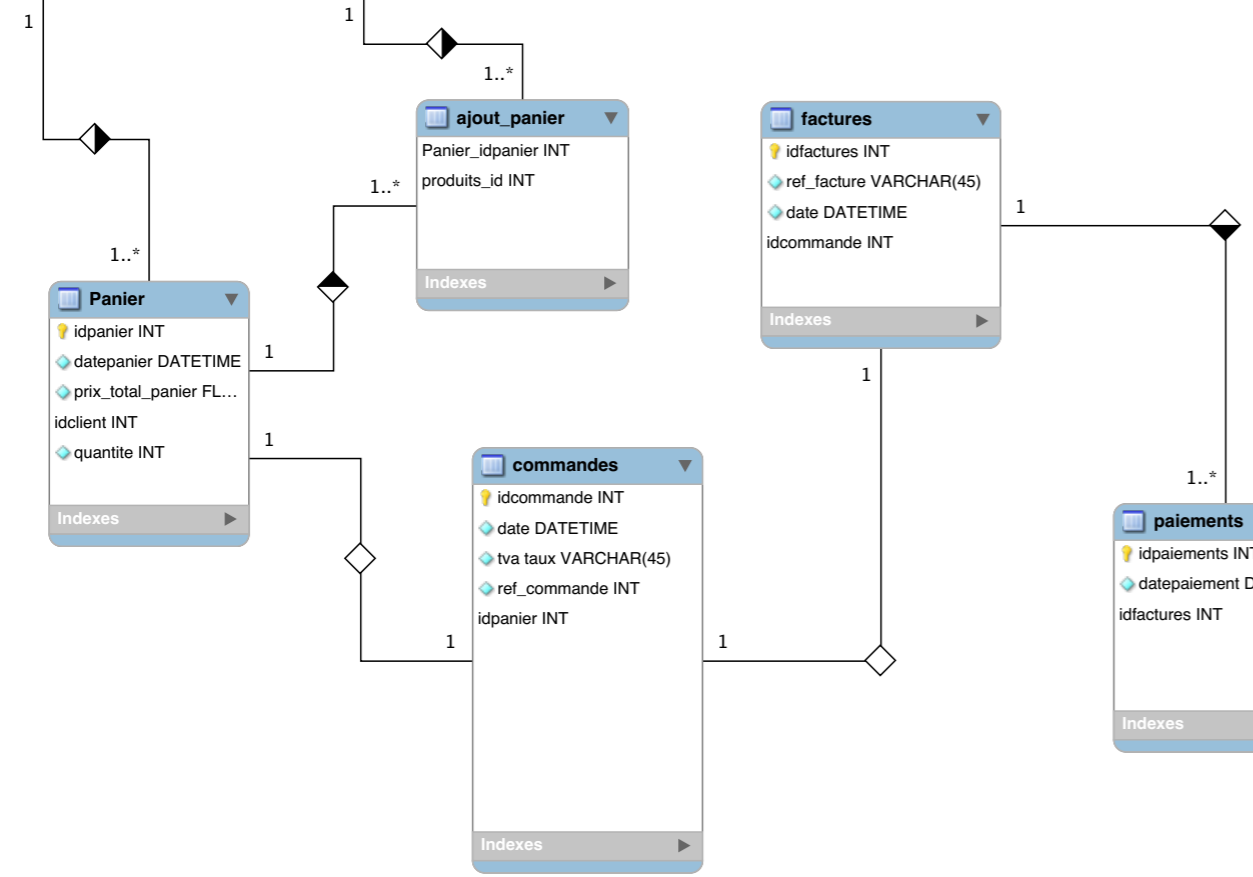 1
1
1..*
1..*
ajout_panier
Panier_idpanier INT
produits_id INT
Indexes
1..*
1
Panier
idpanier INT
datepanier DATETIME
prix_total_panier FL...
idclient INT
quantite INT
Indexes
1
factures
idfactures INT
ref_facture VARCHAR(45)
date DATETIME
idcommande INT
Indexes
1
1
1..*
commandes
idcommande INT
date DATETIME
tva taux VARCHAR(45)
ref_commande INT
idpanier INT
Indexes
1
1
paiements
idpaiements INT
datepaiement D
idfactures INT
Indexes